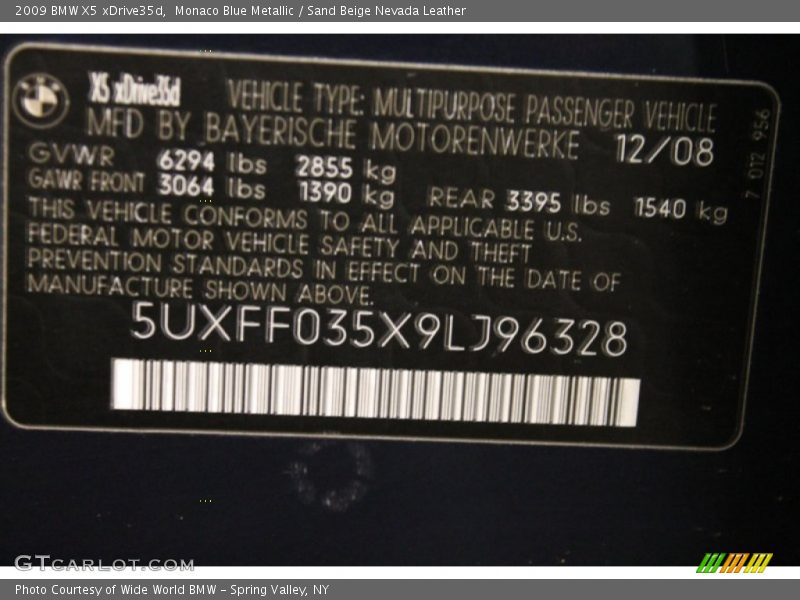 2009 BMW X5 xDrive35d, Monaco Blue Metallic / Sand Beige Nevada Leather
X5 xDrive35d VEHICLE TYPE: MULTIPURPOSE PASSENGER VEHICLE
MFD BY BAYERISCHE MOTORENWERKE 12/08
GVWR 6294 lbs 2855 kg
GAWR FRONT 3064 lbs 1390 kg REAR 3395 lbs 1540 kg
THIS VEHICLE CONFORMS TO ALL APPLICABLE U.S.
FEDERAL MOTOR VEHICLE SAFETY AND THEFT
PREVENTION STANDARDS IN EFFECT ON THE DATE OF
MANUFACTURE SHOWN ABOVE.
5UXFF035X9LJ96328
7 012 956
GTCARLOT.COM
Photo Courtesy of Wide World BMW - Spring Valley, NY